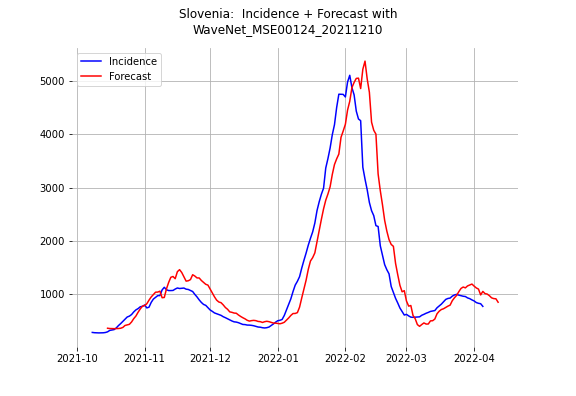 Slovenia:  Incidence + Forecast with
WaveNet_MSE00124_20211210
Incidence
Forecast
5000
4000
3000
2000
1000
2021-10 2021-11 2021-12 2022-01 2022-02 2022-03 2022-04